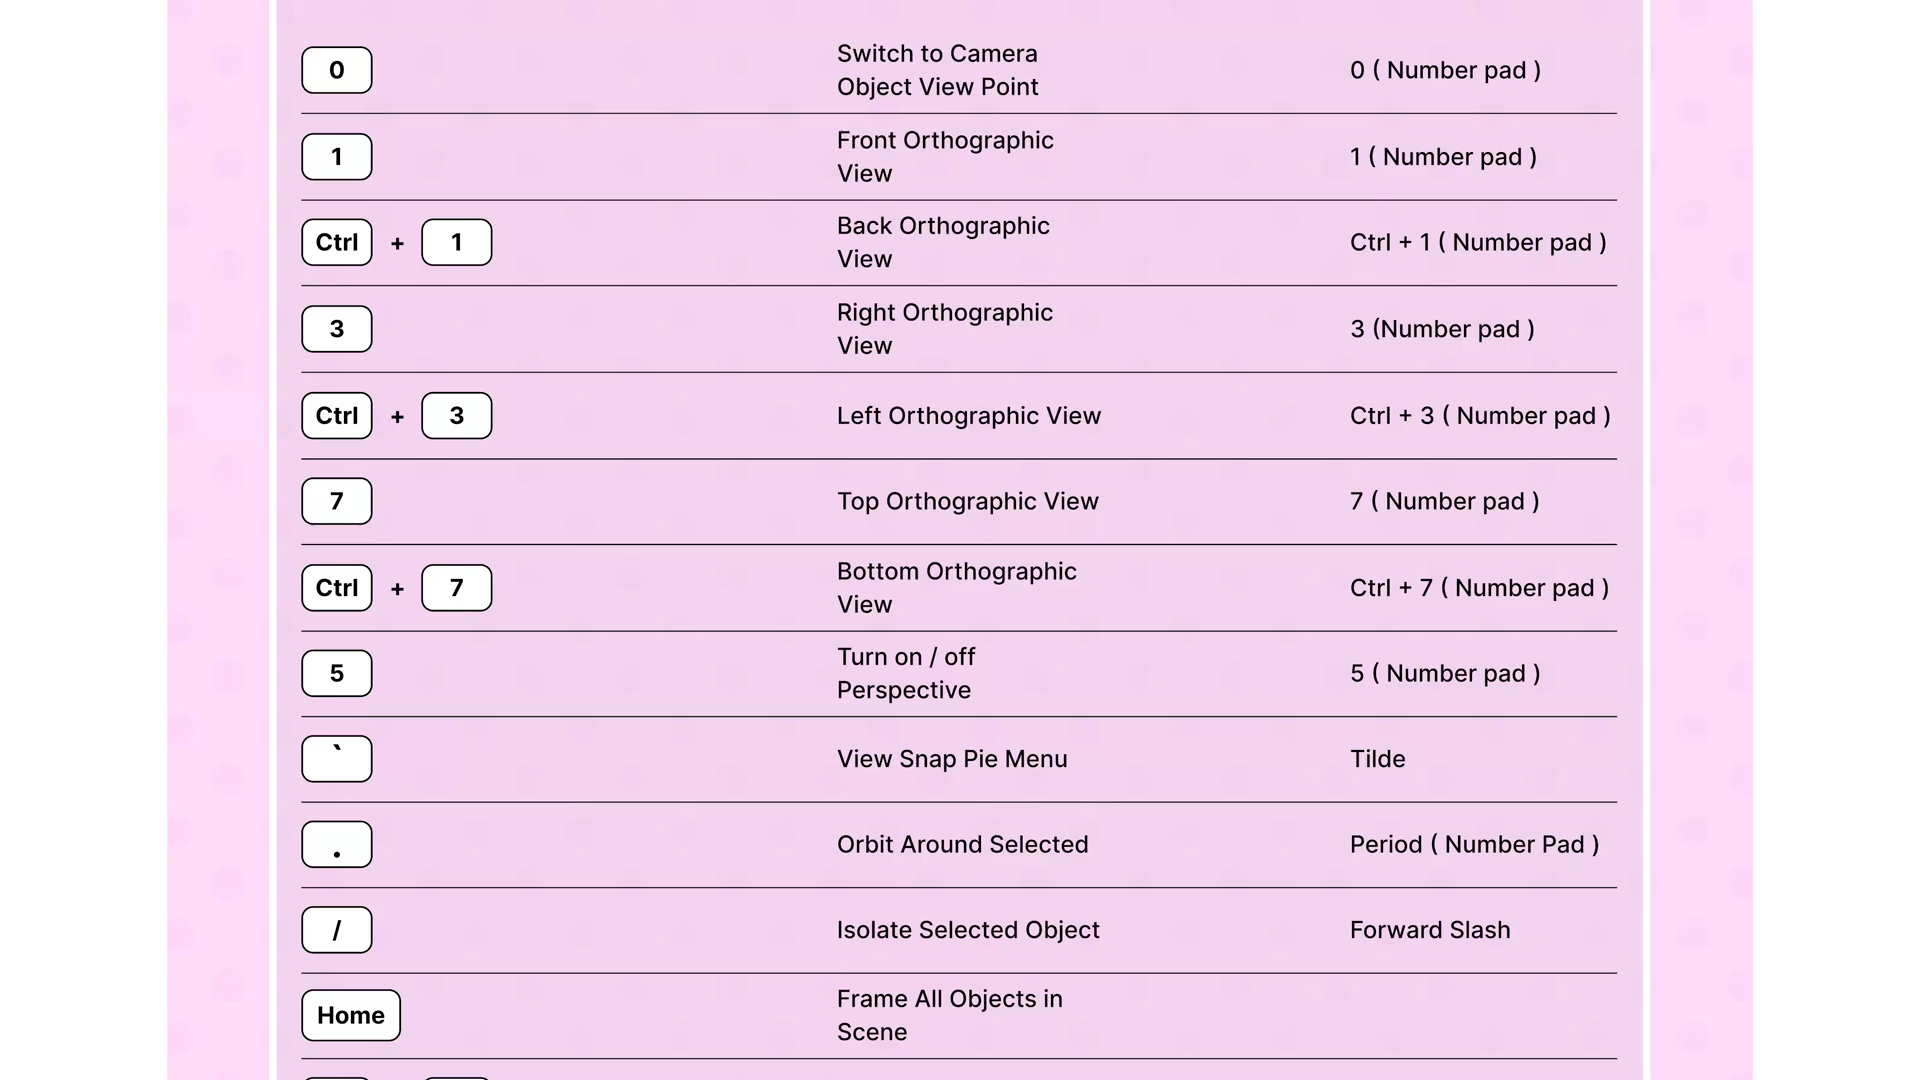 0 Switch to Camera 0 ( Number pad )
Object View Point
1 Front Orthographic 1 ( Number pad )
View
Ctrl + 1 Back Orthographic Ctrl + 1 ( Number pad )
View
3 Right Orthographic 3 (Number pad )
View
Ctrl + 3 Left Orthographic View Ctrl + 3 ( Number pad )
7 Top Orthographic View 7 ( Number pad )
Ctrl + 7 Bottom Orthographic Ctrl + 7 ( Number pad )
View
5 Turn on / off 5 ( Number pad )
Perspective
` View Snap Pie Menu Tilde
. Orbit Around Selected Period ( Number Pad )
/ Isolate Selected Object Forward Slash
Home Frame All Objects in
Scene